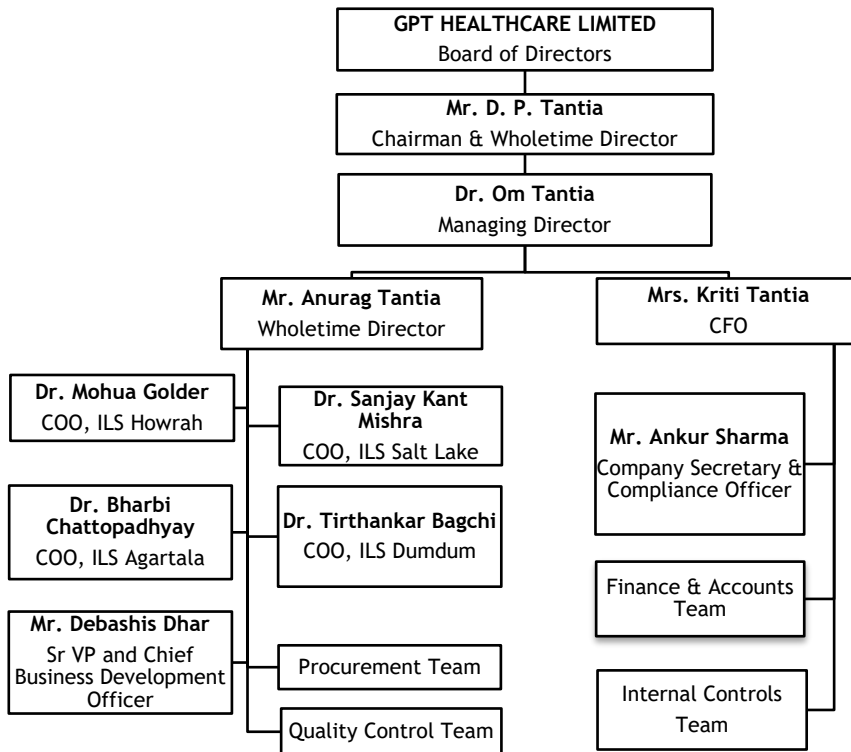 GPT HEALTHCARE LIMITED
Board of Directors
Mr. D. P. Tantia
Chairman & Wholetime Director
Dr. Om Tantia
Managing Director
Mr. Anurag Tantia
Wholetime Director
Mrs. Kriti Tantia
CFO
Dr. Mohua Golder
COO, ILS Howrah
Dr. Sanjay Kant
Mishra
COO, ILS Salt Lake
Mr. Ankur Sharma
Company Secretary &
Compliance Officer
Dr. Bharbi
Chattopadhyay
COO, ILS Agartala
Dr. Tirthankar Bagchi
COO, ILS Dumdum
Finance & Accounts
Team
Mr. Debashis Dhar
Sr VP and Chief
Business Development
Officer
Procurement Team
Internal Controls
Team
Quality Control Team